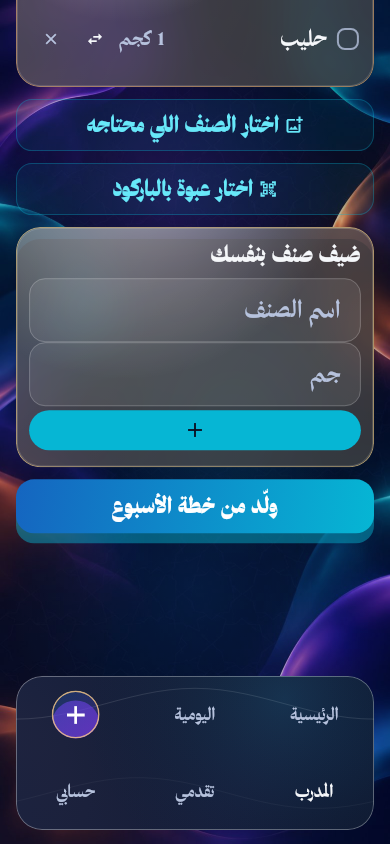 حليب
1 كجم
اختار الصنف اللي محتاجه
اختار عبوة بالباركود
ضيف صنف بنفسك
اسم الصنف
جم
+
ولّد من خطة الأسبوع
الرئيسية
اليومية
+
المدرب
تقدمي
حسابي